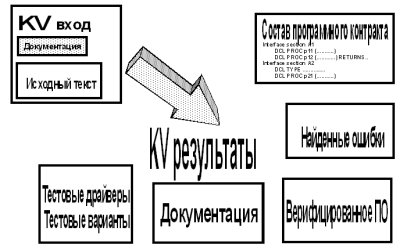 KV вход
Документация
Исходный текст
Состав программного контракта
Interface section #1
DCL PROC p11 (..........)
DCL PROC p12 (..........) RETURNS ..
Interface section #2
DCL TYPE ..............
DCL PROC p21 (..........)
KV результаты
Найденные ошибки
Тестовые драйверы
Тестовые варианты
Документация
Верифицированное ПО